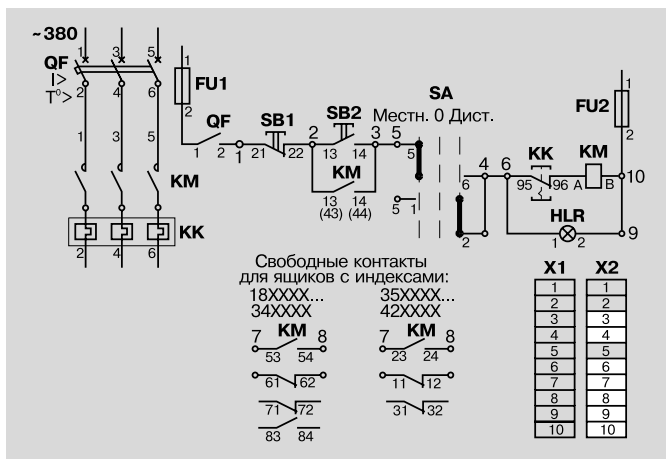 ~380
1 3 5
QF
I>
T⁰>
2 4 6
1
FU1
2
QF
1 2
1
SB1
21 22
2
SB2
13 14
3
5
KM
13 14
(43) (44)
SA
Местн. 0 Дист.
5
6
5 1
2
4
6
KK
95 96
KM
A B
10
1
FU2
2
HLR
1 2
9
1 3 5
KM
KK
2 4 6
Свободные контакты
для ящиков с индексами:
18XXXX...
34XXXX
KM
7 8
53 54
61 62
71 72
83 84
35XXXX...
42XXXX
KM
7 8
23 24
11 12
31 32
X1 X2
1 1
2 2
3 3
4 4
5 5
6 6
7 7
8 8
9 9
10 10